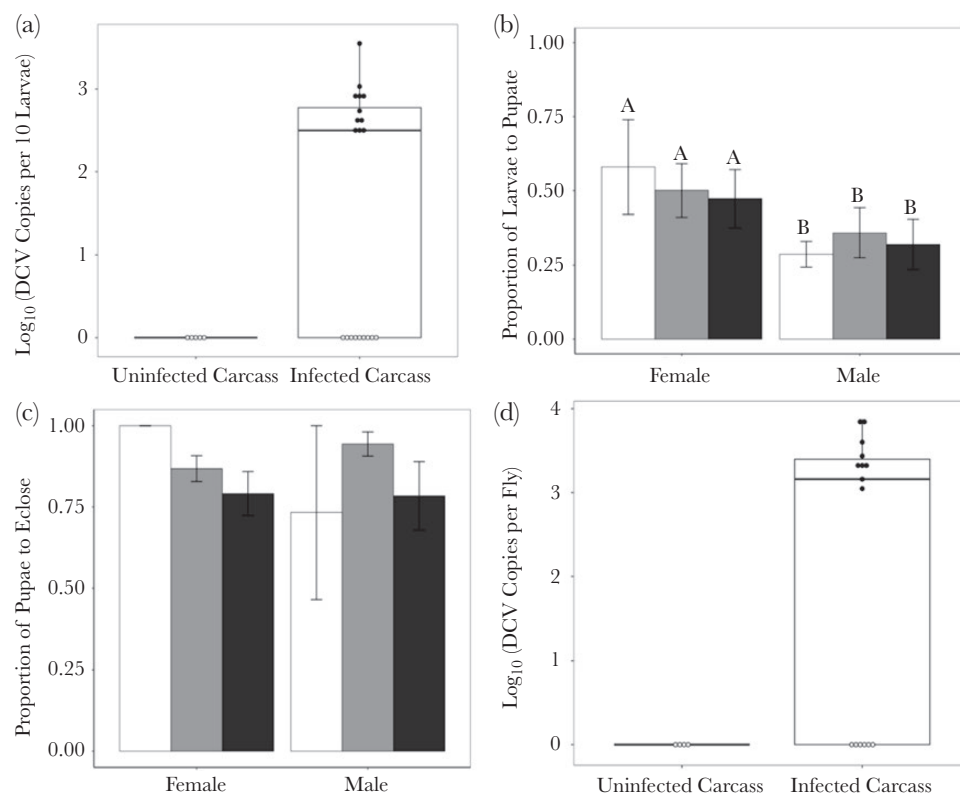 (a)
Log₁₀ (DCV Copies per 10 Larvae)
3
2
1
0
Uninfected Carcass Infected Carcass
(b)
Proportion of Larvae to Pupate
1.00
0.75
0.50
0.25
0.00
A A A B B B
Female Male
(c)
Proportion of Pupae to Eclose
1.00
0.75
0.50
0.25
0.00
Female Male
(d)
Log₁₀ (DCV Copies per Fly)
4
3
2
1
0
Uninfected Carcass Infected Carcass